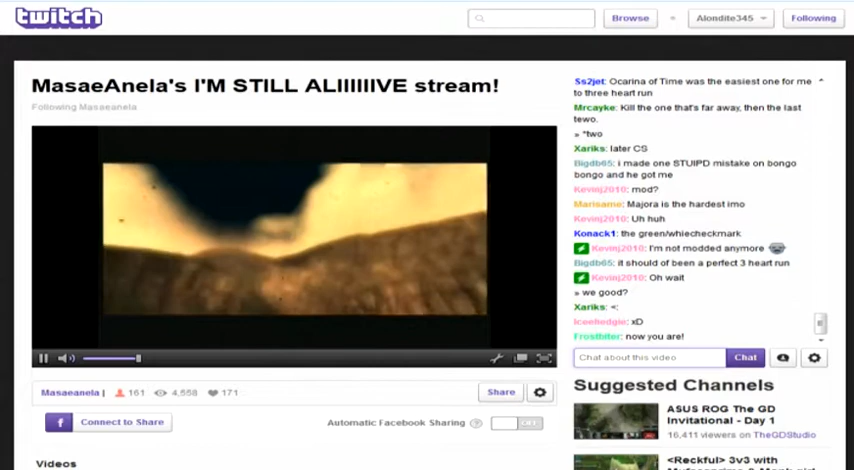 twitch
Browse
Alondite345
Following
MasaeAnela's I'M STILL ALIIIIIIVE stream!
Following Masaeanela
Ss2jet: Ocarina of Time was the easiest one for me
to three heart run
Mrcayke: Kill the one that's far away, then the last
tewo.
» *two
Xariks: later CS
Bigdb65: i made one STUIPD mistake on bongo
bongo and he got me
Kevinj2010: mod?
Marisame: Majora is the hardest imo
Kevinj2010: Uh huh
Konack1: the green/whiecheckmark
Kevinj2010: I'm not modded anymore
Bigdb65: it should of been a perfect 3 heart run
Kevinj2010: Oh wait
» we good?
Xariks: <:
Iceehedgie: xD
Frostbiter: now you are!
Chat about this video
Chat
Masaeanela |
161
4,558
171
Share
f Connect to Share
Automatic Facebook Sharing ?
OFF
Suggested Channels
ASUS ROG The GD
Invitational - Day 1
16,411 viewers on TheGDStudio
<Reckful> 3v3 with
Videos